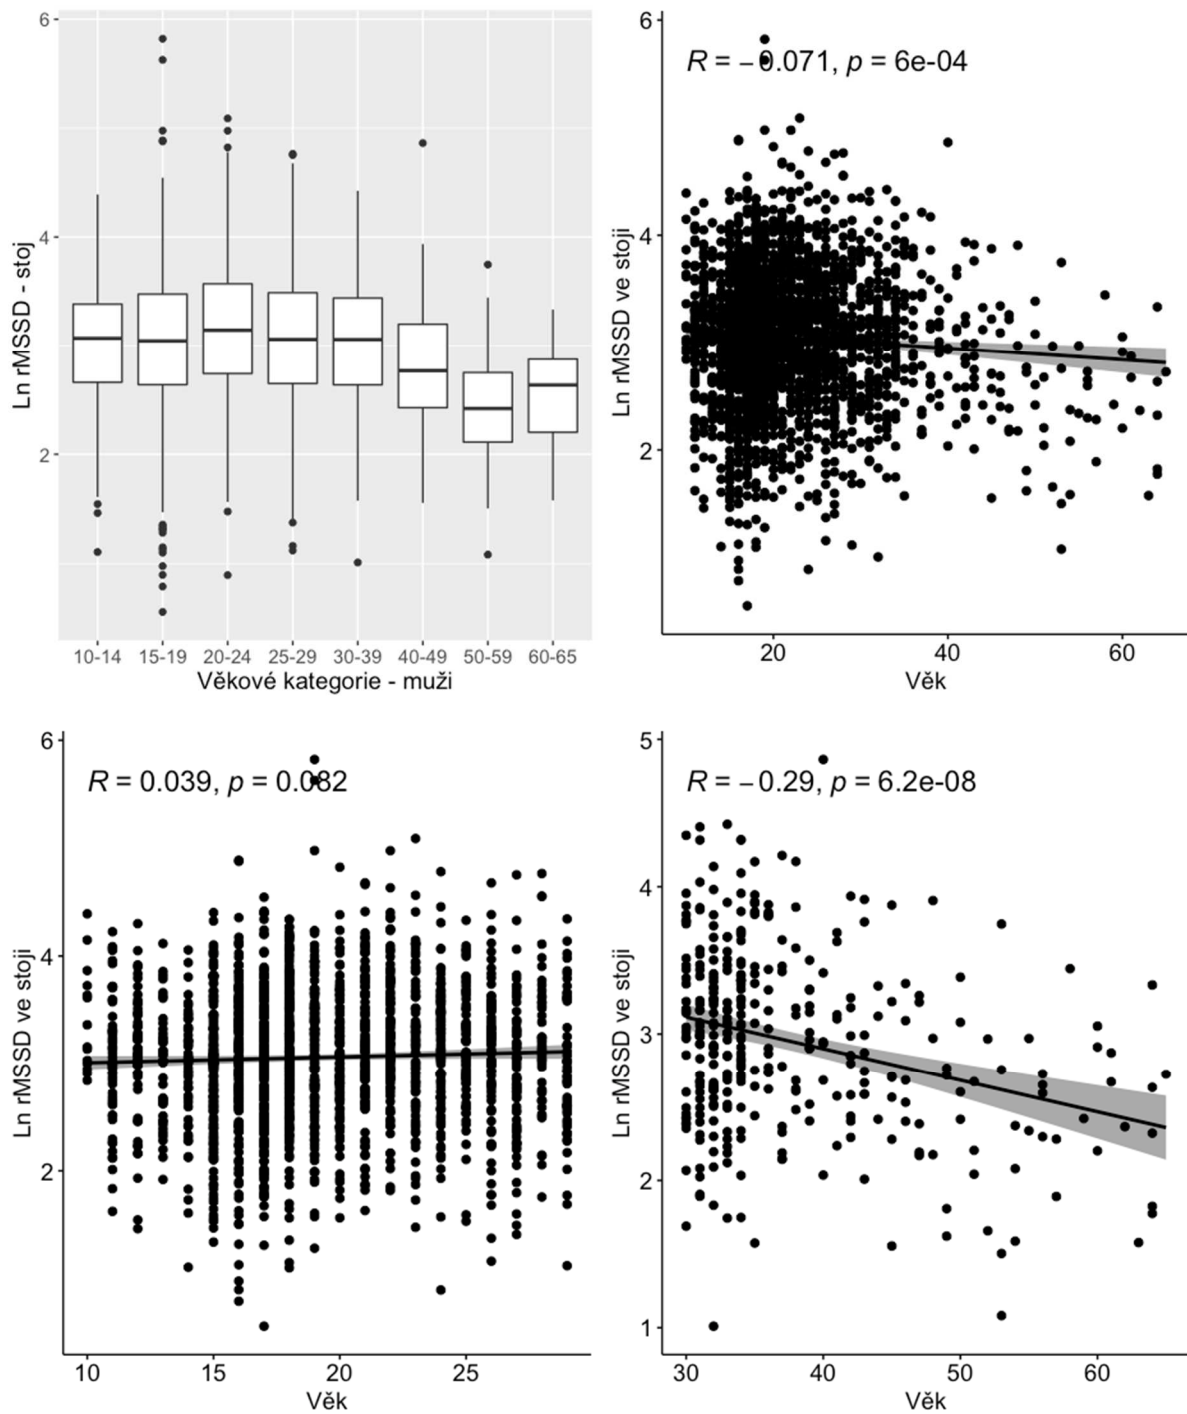 6
4
2
Ln rMSSD - stoj
10-14 15-19 20-24 25-29 30-39 40-49 50-59 60-65
Věkové kategorie - muži
R = – 0.071, p = 6e-04
6
4
2
Ln rMSSD ve stoji
20 40 60
Věk
R = 0.039, p = 0.082
6
4
2
Ln rMSSD ve stoji
10 15 20 25
Věk
R = – 0.29, p = 6.2e-08
5
4
3
2
1
Ln rMSSD ve stoji
30 40 50 60
Věk